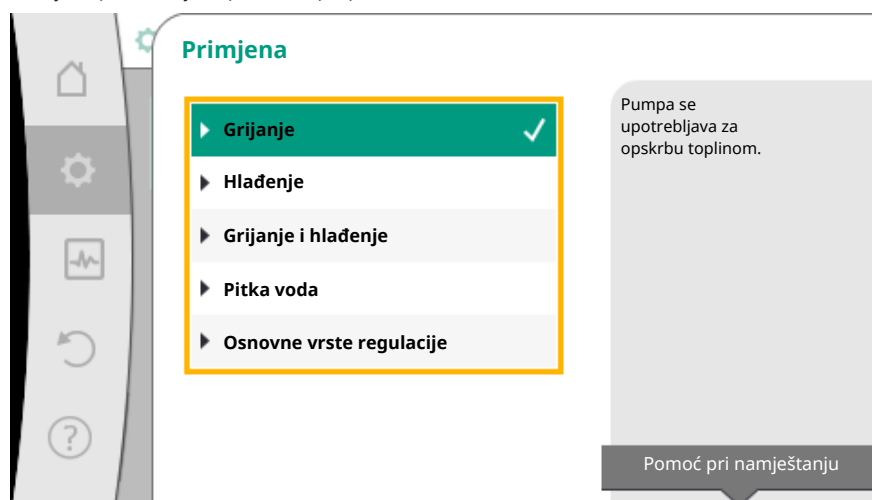 Primjena
Grijanje
Hlađenje
Grijanje i hlađenje
Pitka voda
Osnovne vrste regulacije
Pumpa se
upotrebljava za
opskrbu toplinom.
Pomoć pri namještanju